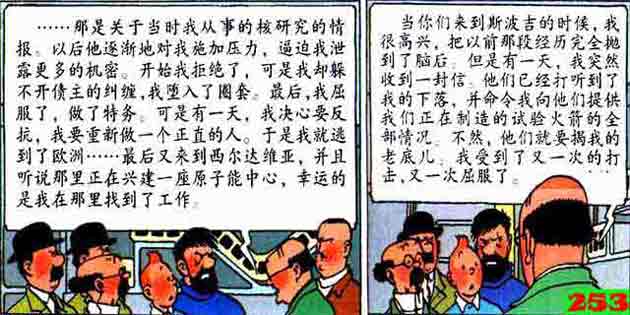 ……那是关于当时我从事的核研究的情
报。以后他逐渐地对我施加压力，逼迫我泄
露更多的机密。开始我拒绝了，可是我却躲
不开债主的纠缠，我堕入了圈套。最后，我屈
服了，做了特务。可是有一天，我决心要反
抗，我要重新做一个正直的人。于是我就逃
到了欧洲……最后又来到西尔达维亚，并且
听说那里正在兴建一座原子能中心，幸运的
是我在那里找到了工作。
当你们来到斯波吉的时候，我
很高兴，把以前那段经历完全抛
到了脑后。但是有一天，我突然
收到一封信。他们已经打听到了
我的下落，并命令我向他们提供
我们正在制造的试验火箭的全
部情况。不然，他们就要揭我的
老底儿。我受到了又一次的打
击，又一次屈服了。
253